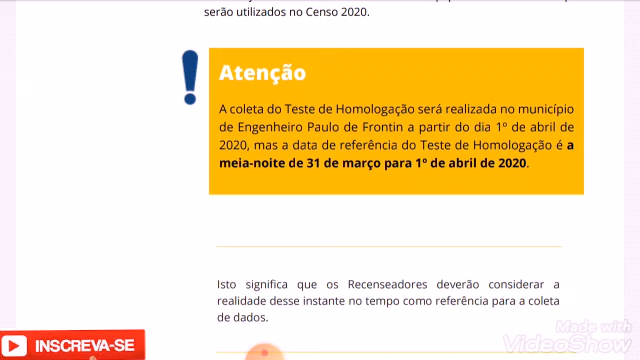 serão utilizados no Censo 2020.
Atenção
A coleta do Teste de Homologação será realizada no município
de Engenheiro Paulo de Frontin a partir do dia 1º de abril de
2020, mas a data de referência do Teste de Homologação é a
meia-noite de 31 de março para 1º de abril de 2020.
Isto significa que os Recenseadores deverão considerar a
realidade desse instante no tempo como referência para a coleta
de dados.
INSCREVA-SE
Made with
VideoShow